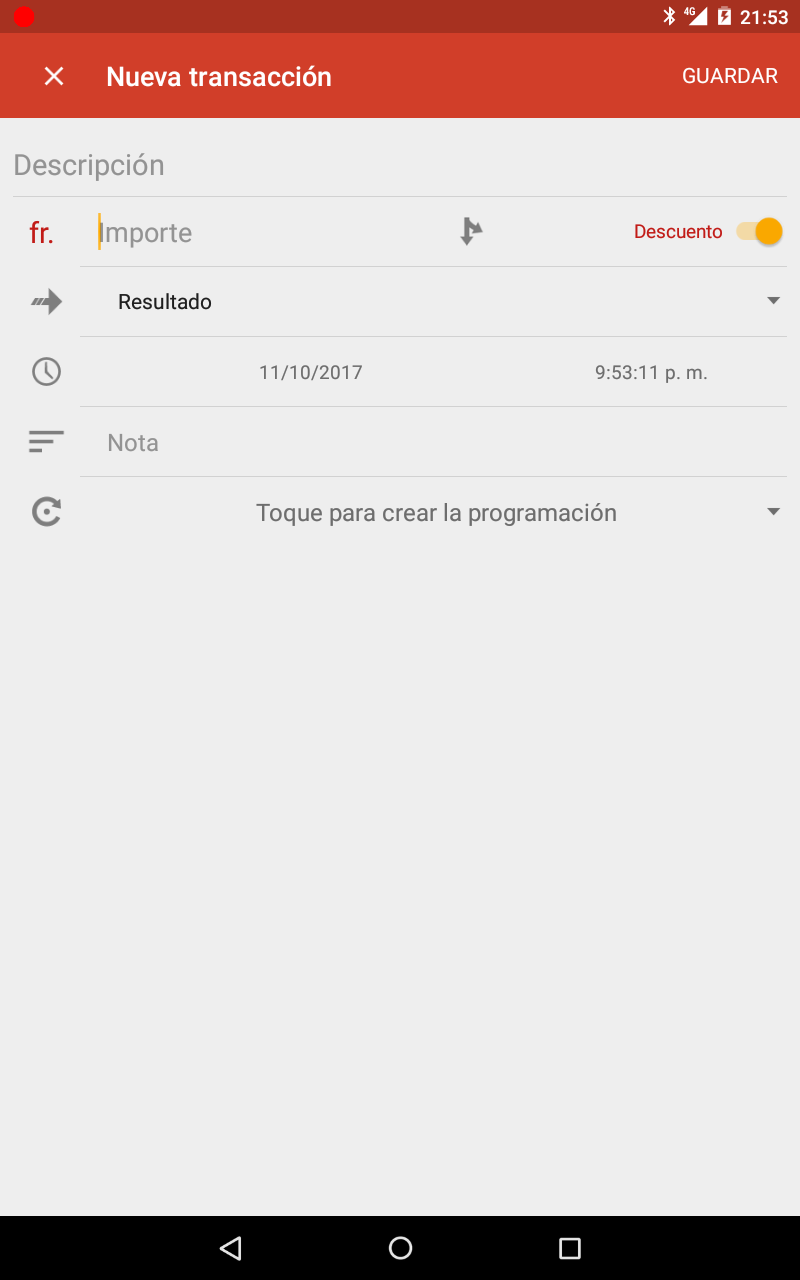 4G 21:53
Nueva transacción GUARDAR
Descripción
fr. Importe Descuento
Resultado
11/10/2017 9:53:11 p. m.
Nota
Toque para crear la programación